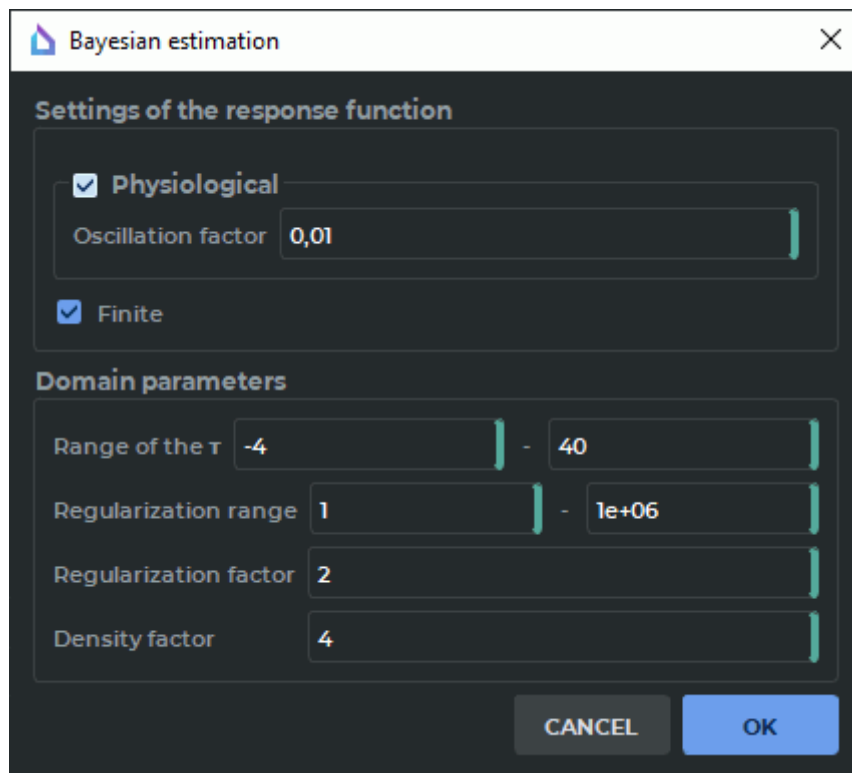 Bayesian estimation
Settings of the response function
Physiological
Oscillation factor 0,01
Finite
Domain parameters
Range of the τ -4 - 40
Regularization range 1 - 1e+06
Regularization factor 2
Density factor 4
CANCEL OK